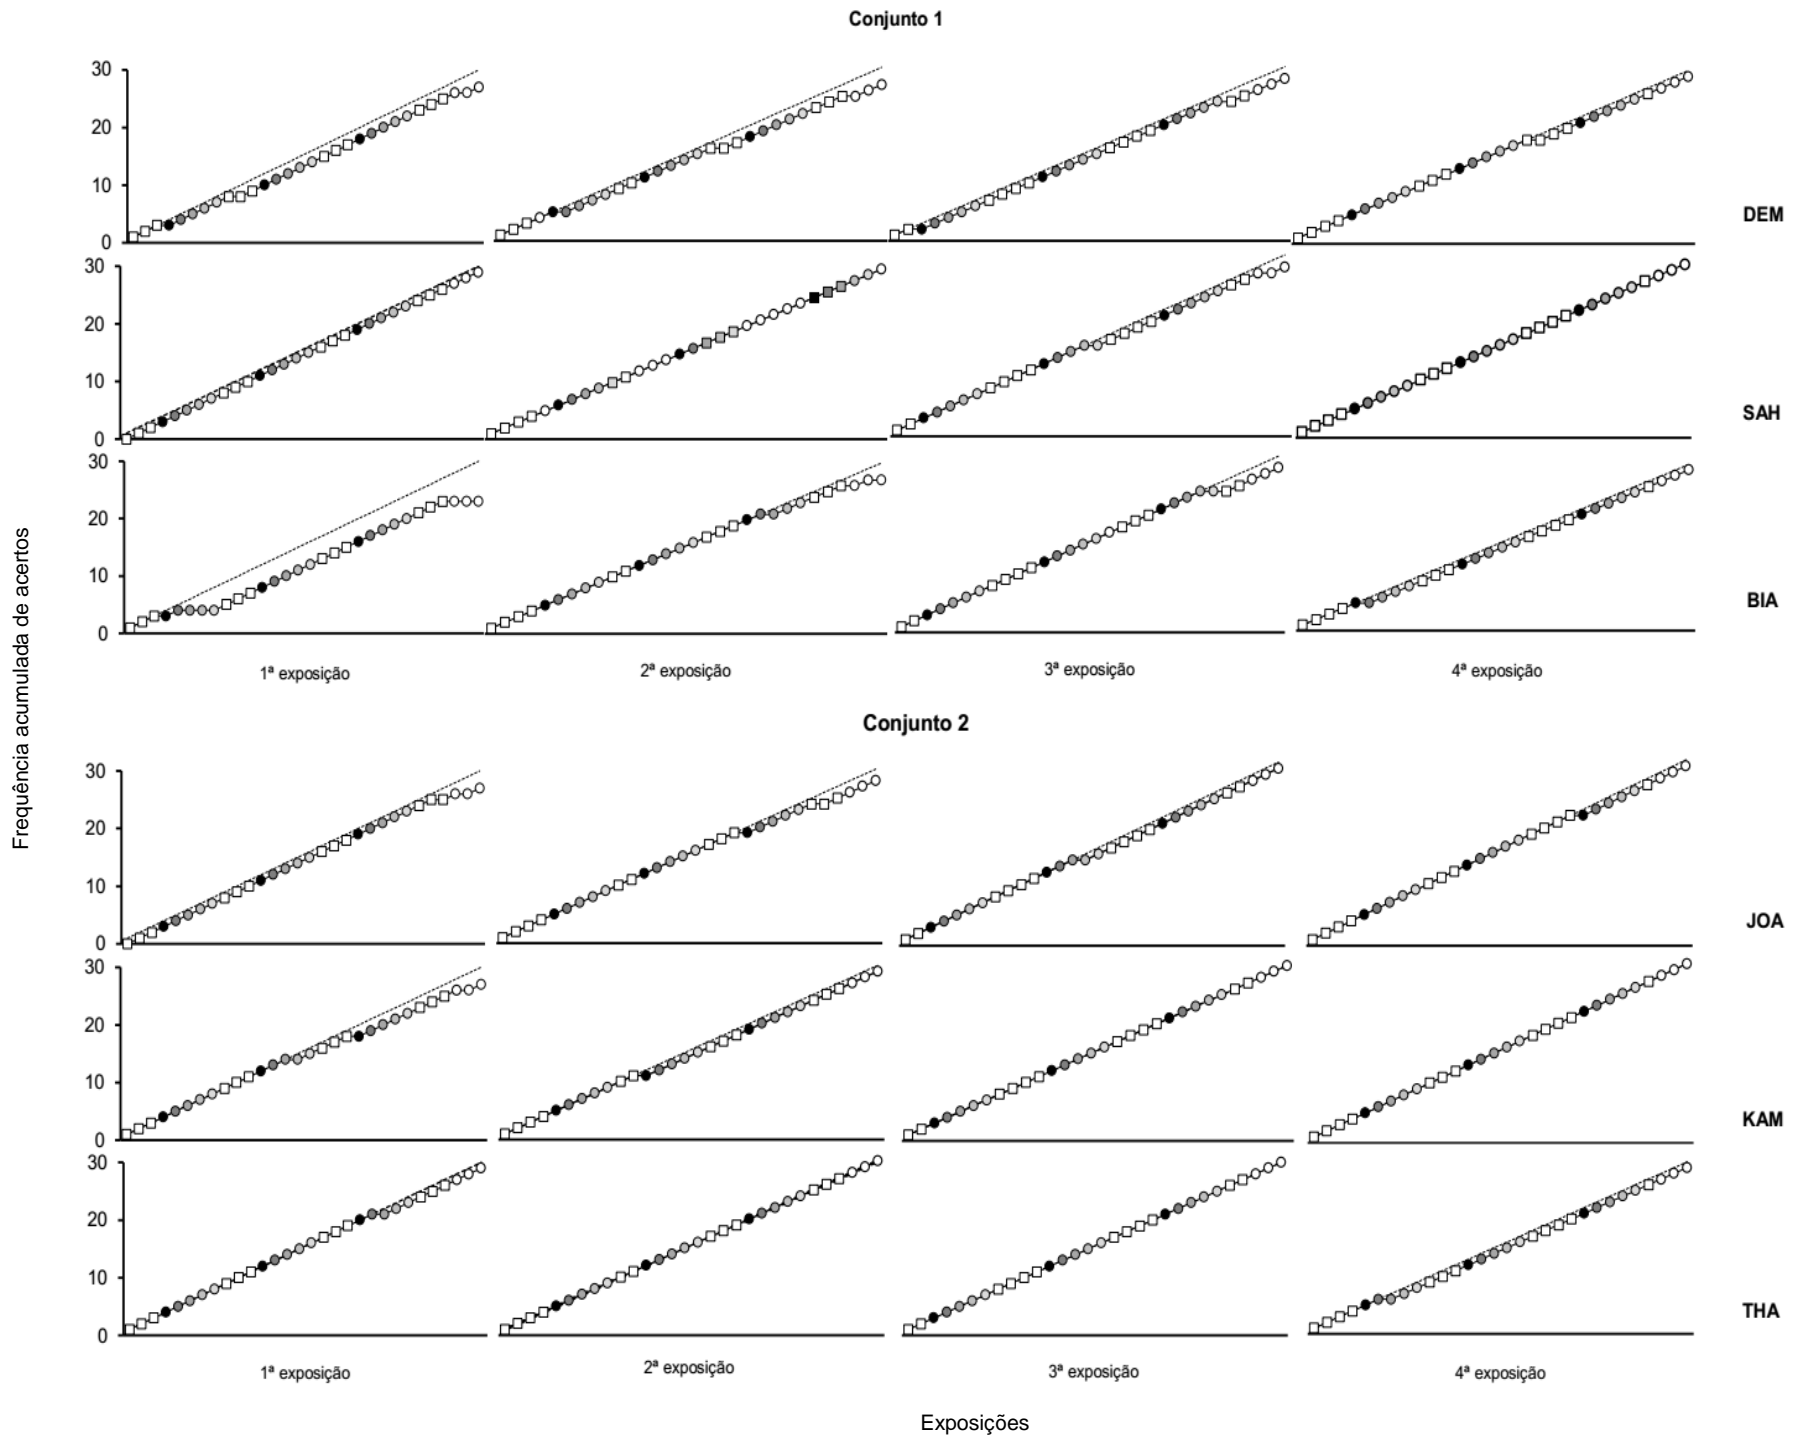 Conjunto 1
30
20
10
0
DEM
30
20
10
0
SAH
30
20
10
0
BIA
1ª exposição
2ª exposição
3ª exposição
4ª exposição
Frequência acumulada de acertos
Conjunto 2
30
20
10
0
JOA
30
20
10
0
KAM
30
20
10
0
THA
1ª exposição
2ª exposição
3ª exposição
4ª exposição
Exposições